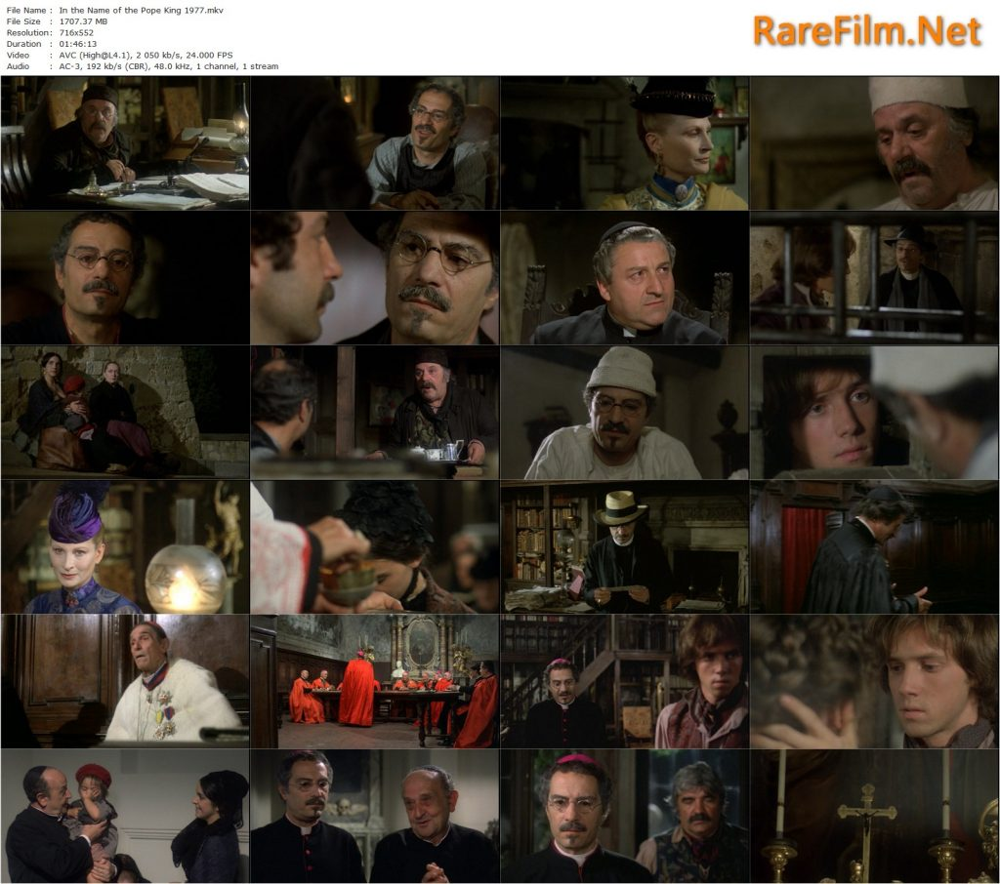 File Name : In the Name of the Pope King 1977.mkv
File Size : 1707.37 MB
Resolution: 716x552
Duration : 01:46:13
Video : AVC (High@L4.1), 2 050 kb/s, 24.000 FPS
Audio : AC-3, 192 kb/s (CBR), 48.0 kHz, 1 channel, 1 stream
RareFilm.Net